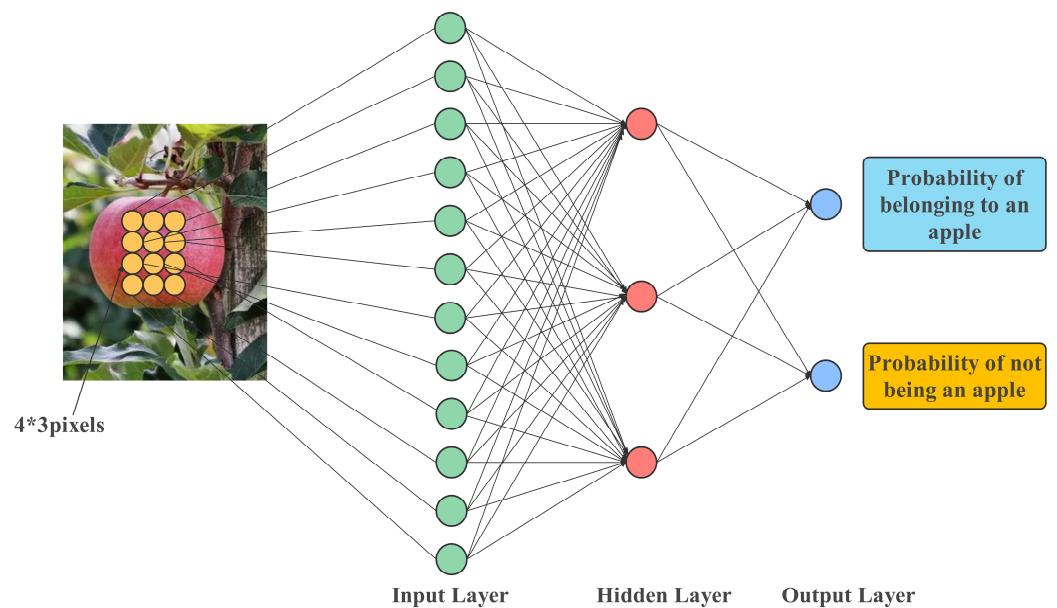 Probability of
belonging to an
apple
Probability of not
being an apple
4*3pixels
Input Layer
Hidden Layer
Output Layer